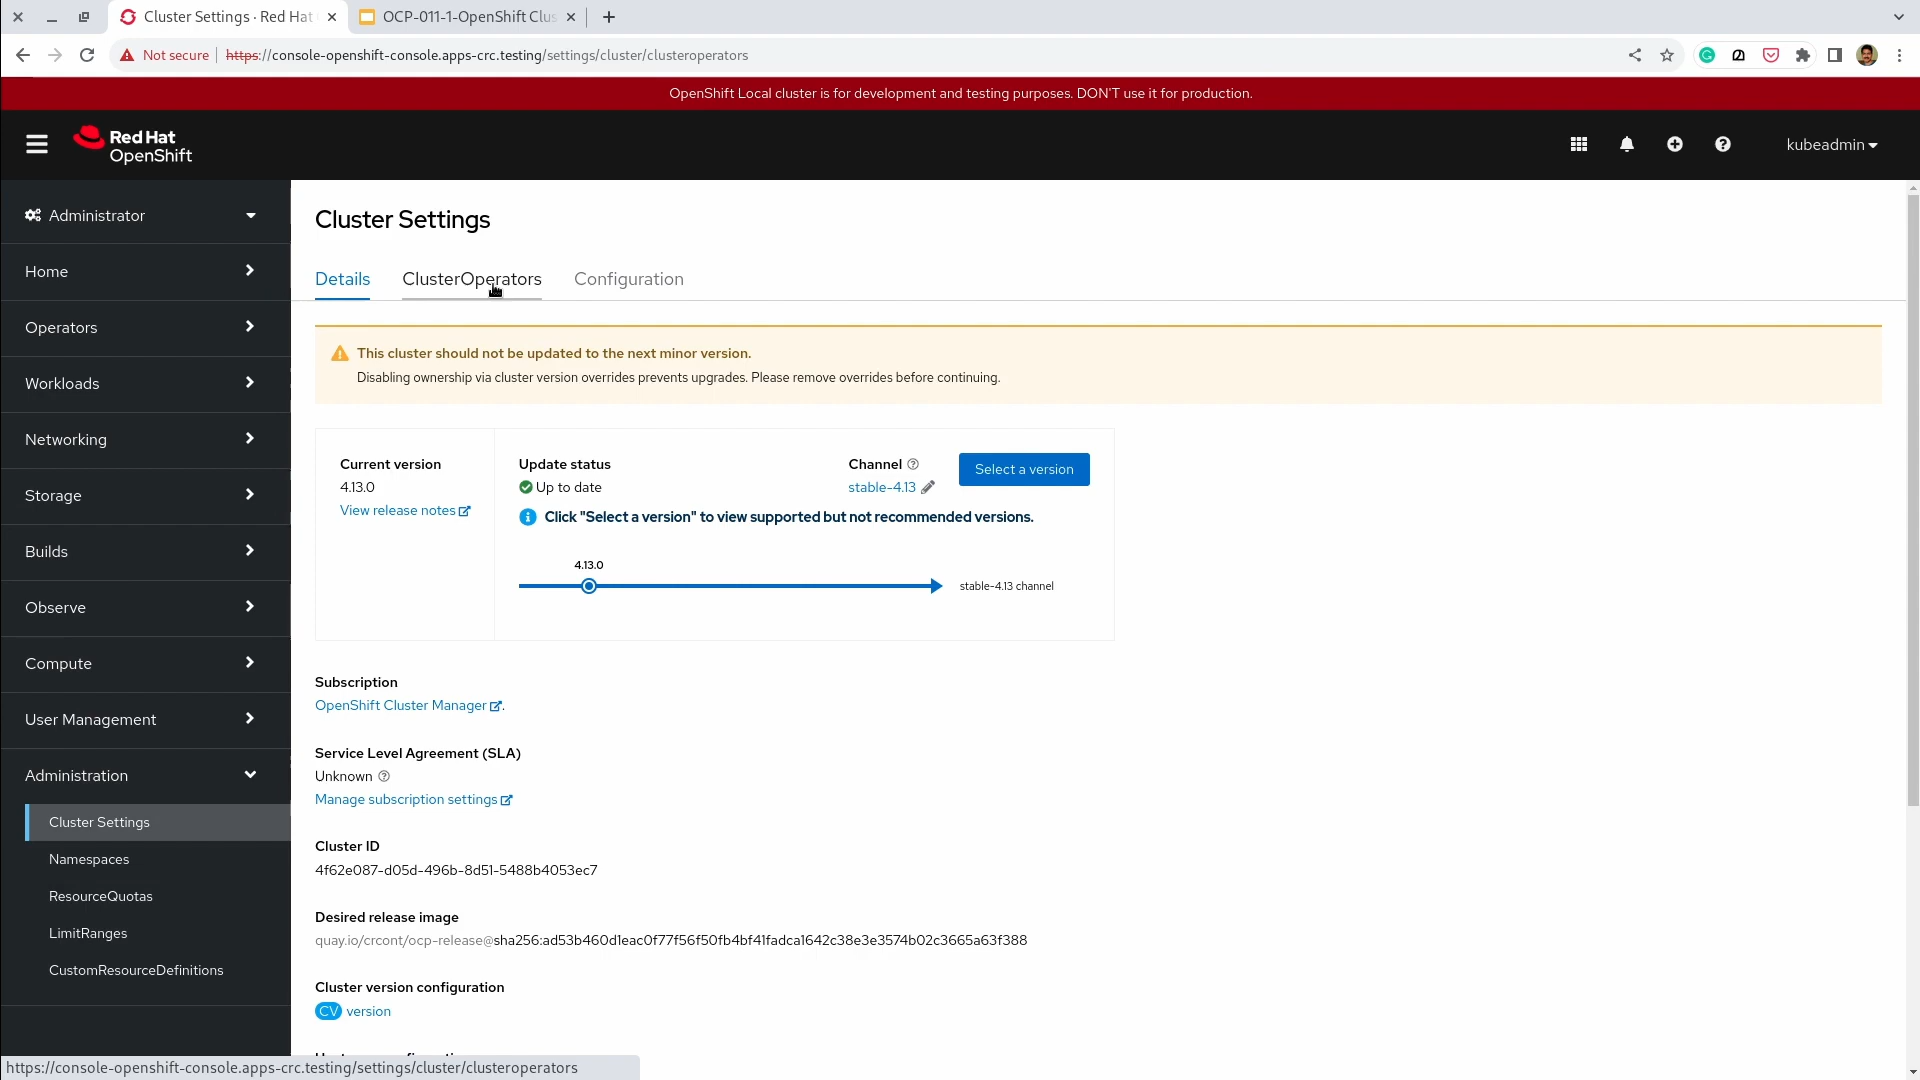 Cluster Settings · Red Hat
OCP-011-1-OpenShift Clus
Not secure
https://console-openshift-console.apps-crc.testing/settings/cluster/clusteroperators
OpenShift Local cluster is for development and testing purposes. DON'T use it for production.
Red Hat
OpenShift
kubeadmin
Administrator
Home
Operators
Workloads
Networking
Storage
Builds
Observe
Compute
User Management
Administration
Cluster Settings
Namespaces
ResourceQuotas
LimitRanges
CustomResourceDefinitions
Cluster Settings
Details ClusterOperators Configuration
This cluster should not be updated to the next minor version.
Disabling ownership via cluster version overrides prevents upgrades. Please remove overrides before continuing.
Current version
4.13.0
View release notes
Update status
Up to date
Channel
stable-4.13
Select a version
Click "Select a version" to view supported but not recommended versions.
4.13.0
stable-4.13 channel
Subscription
OpenShift Cluster Manager.
Service Level Agreement (SLA)
Unknown
Manage subscription settings
Cluster ID
4f62e087-d05d-496b-8d51-5488b4053ec7
Desired release image
quay.io/crcont/ocp-release@sha256:ad53b460d1eac0f77f56f50fb4bf41fadca1642c38e3e3574b02c3665a63f388
Cluster version configuration
CV version
https://console-openshift-console.apps-crc.testing/settings/cluster/clusteroperators